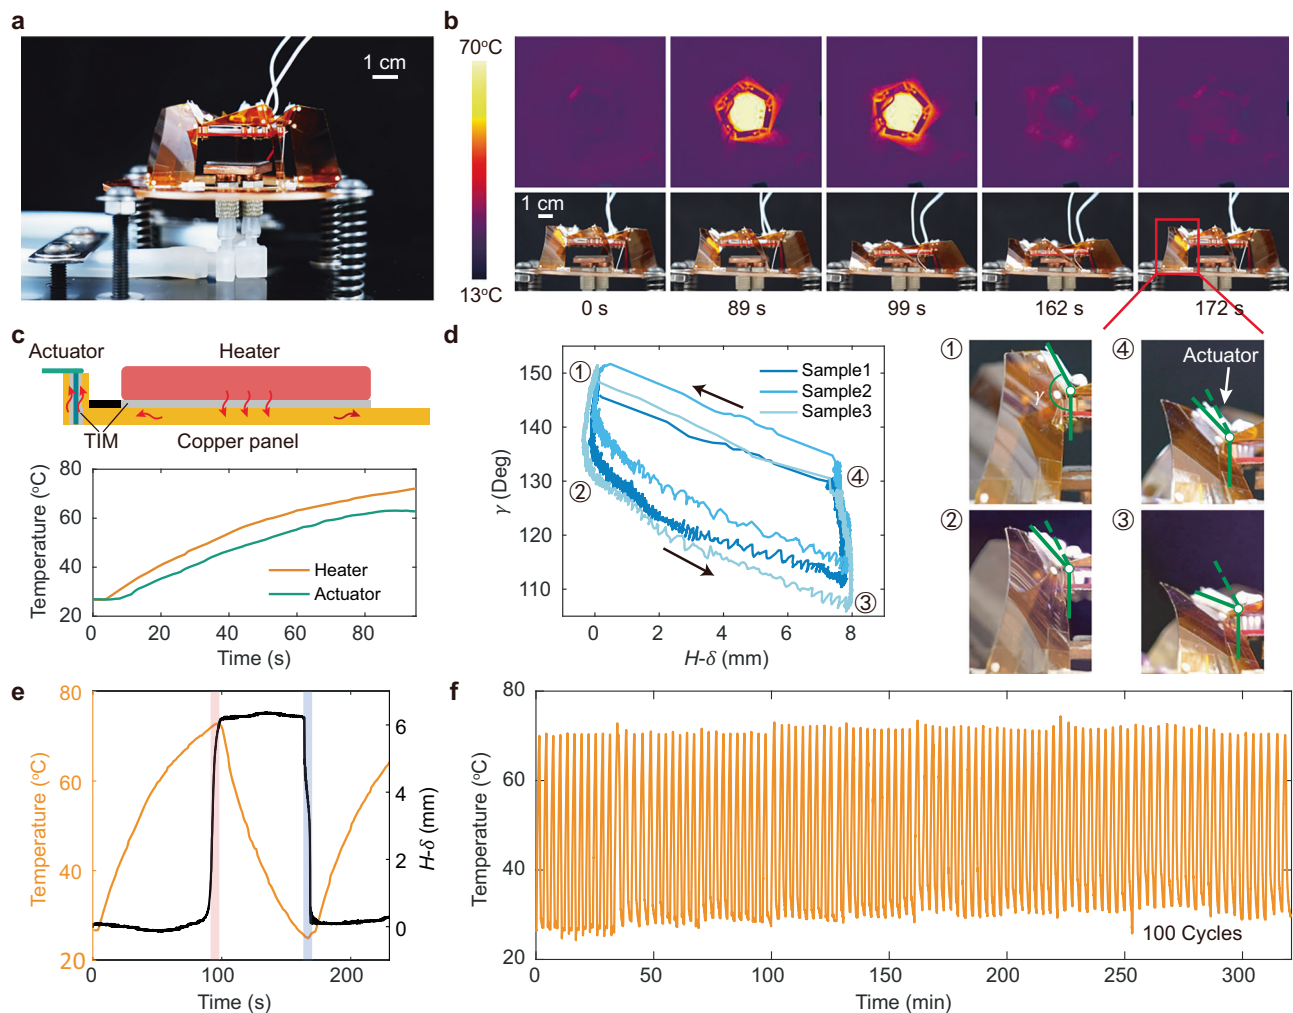 a
1 cm
b
70°C
13°C
1 cm
0 s
89 s
99 s
162 s
172 s
c
Actuator
Heater
TIM
Copper panel
Temperature (°C)
80
60
40
20
Heater
Actuator
0
20
40
60
80
Time (s)
d
γ (Deg)
150
140
130
120
110
①
②
③
④
Sample1
Sample2
Sample3
0
2
4
6
8
H-δ (mm)
①
γ
④
Actuator
②
③
e
Temperature (°C)
80
60
40
20
6
4
2
0
H-δ (mm)
0
100
200
Time (s)
f
Temperature (°C)
80
60
40
20
100 Cycles
0
50
100
150
200
250
300
Time (min)